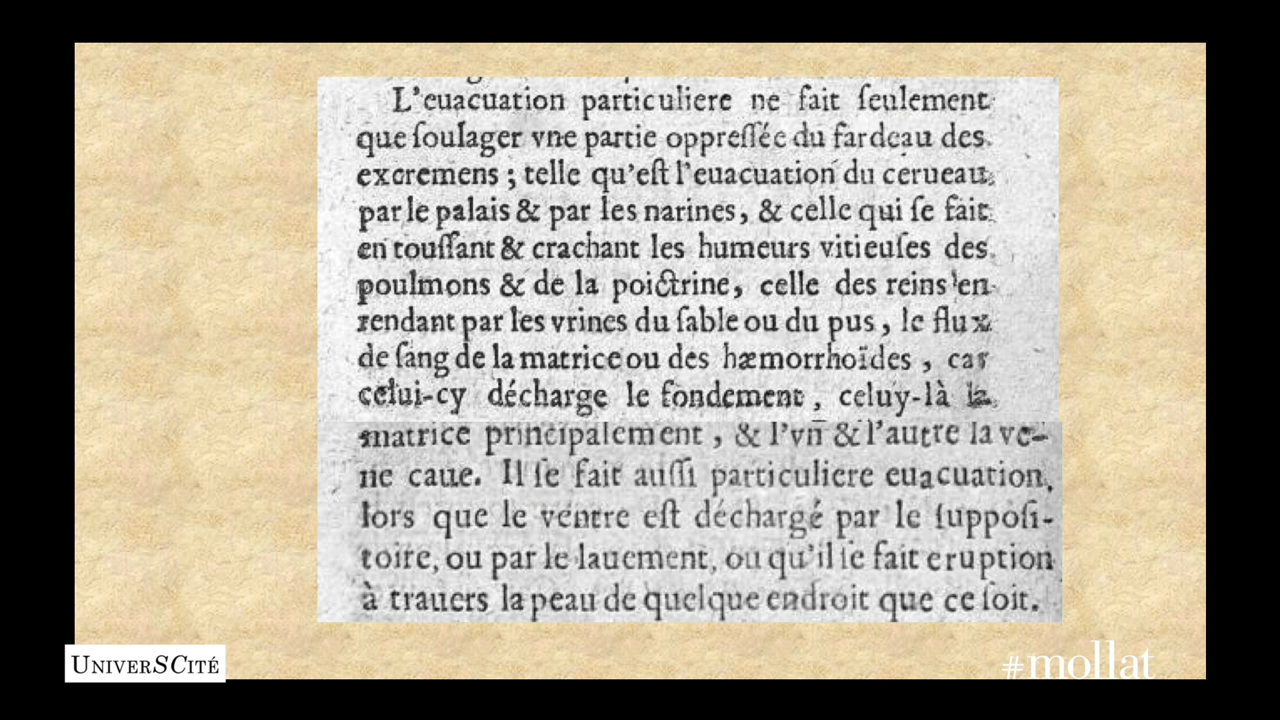 L'euacuation particuliere ne fait ſeulement
que ſoulager vne partie oppreſſée du fardeau des
excremens ; telle qu'eſt l'euacuation du cerueau
par le palais & par les narines, & celle qui ſe fait
en touſſant & crachant les humeurs vitieuſes des
poulmons & de la poictrine, celle des reins en
rendant par les vrines du ſable ou du pus, le flux
de ſang de la matrice ou des hæmorrhoïdes, car
celui-cy décharge le fondement, celuy-là la
matrice principalement, & l'vn & l'autre la ve-
ne caue. Il ſe fait auſſi particuliere euacuation,
lors que le ventre eſt déchargé par le ſuppoſi-
toire, ou par le lauement, ou qu'il ſe fait eruption
à trauers la peau de quelque endroit que ce ſoit.
UNIVERSCITÉ
#mollat